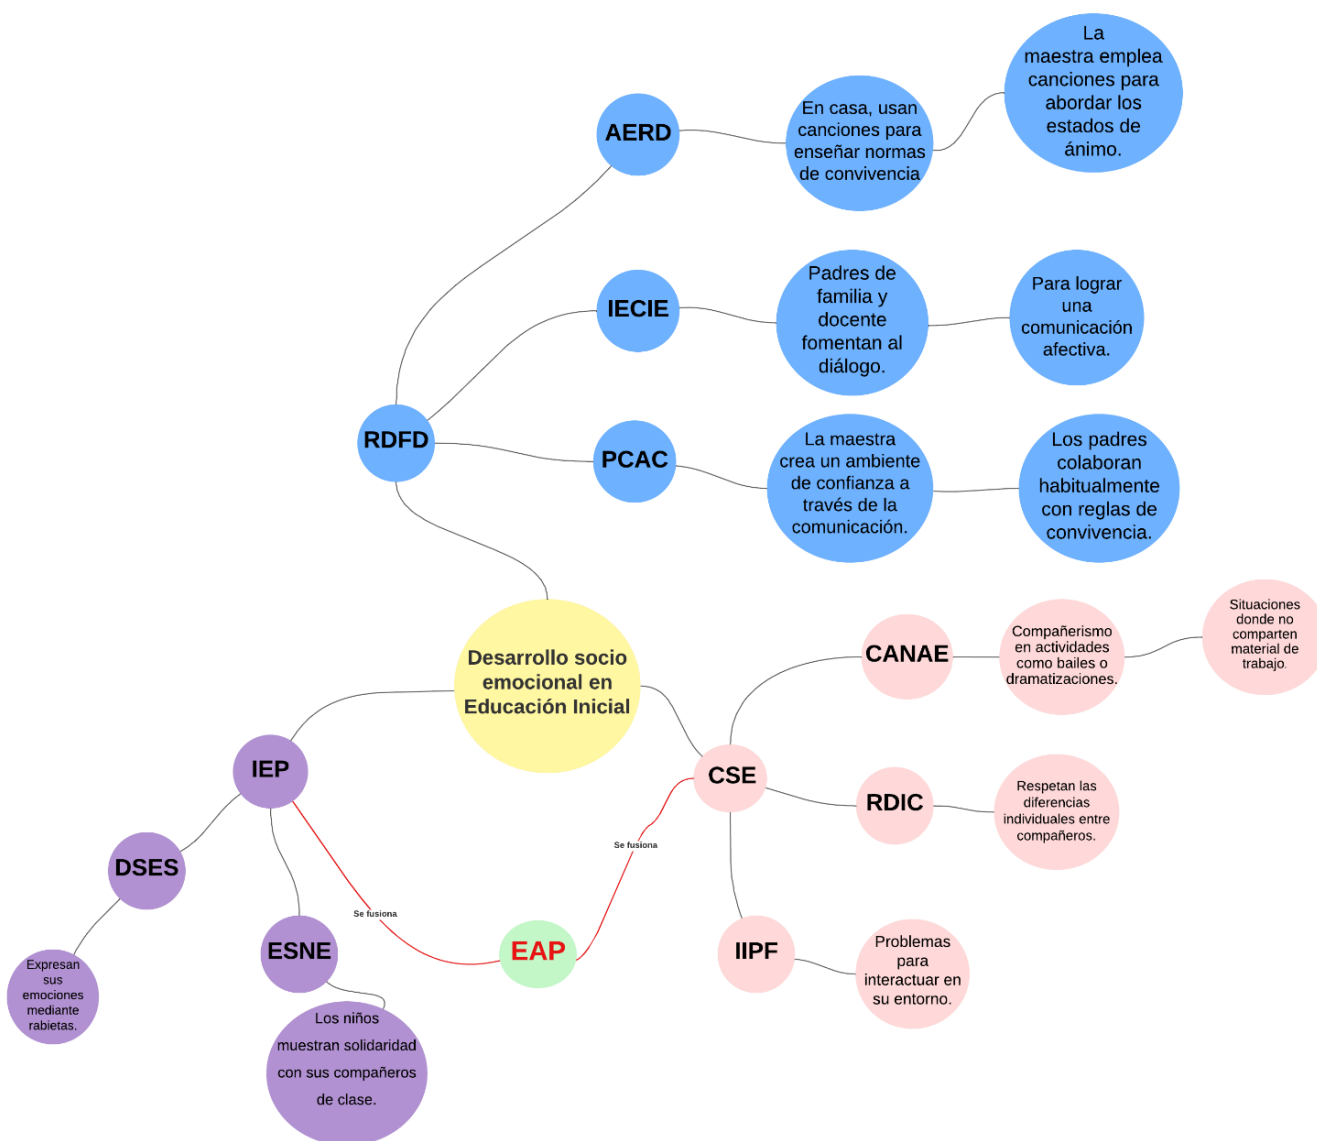 La
maestra emplea
canciones para
abordar los
estados de
ánimo.
AERD
En casa, usan
canciones para
enseñar normas
de convivencia
IECIE
Padres de
familia y
docente
fomentan al
diálogo.
Para lograr
una
comunicación
afectiva.
RDFD
PCAC
La maestra
crea un ambiente
de confianza a
través de la
comunicación.
Los padres
colaboran
habitualmente
con reglas de
convivencia.
Desarrollo socio
emocional en
Educación Inicial
CANAE
Compañerismo
en actividades
como bailes o
dramatizaciones.
Situaciones
donde no
comparten
material de
trabajo.
IEP
CSE
RDIC
Respetan las
diferencias
individuales entre
compañeros.
DSES
Se fusiona
Se fusiona
ESNE
EAP
IIPF
Problemas
para
interactuar en
su entorno.
Expresan
sus
emociones
mediante
rabietas.
Los niños
muestran solidaridad
con sus compañeros
de clase.